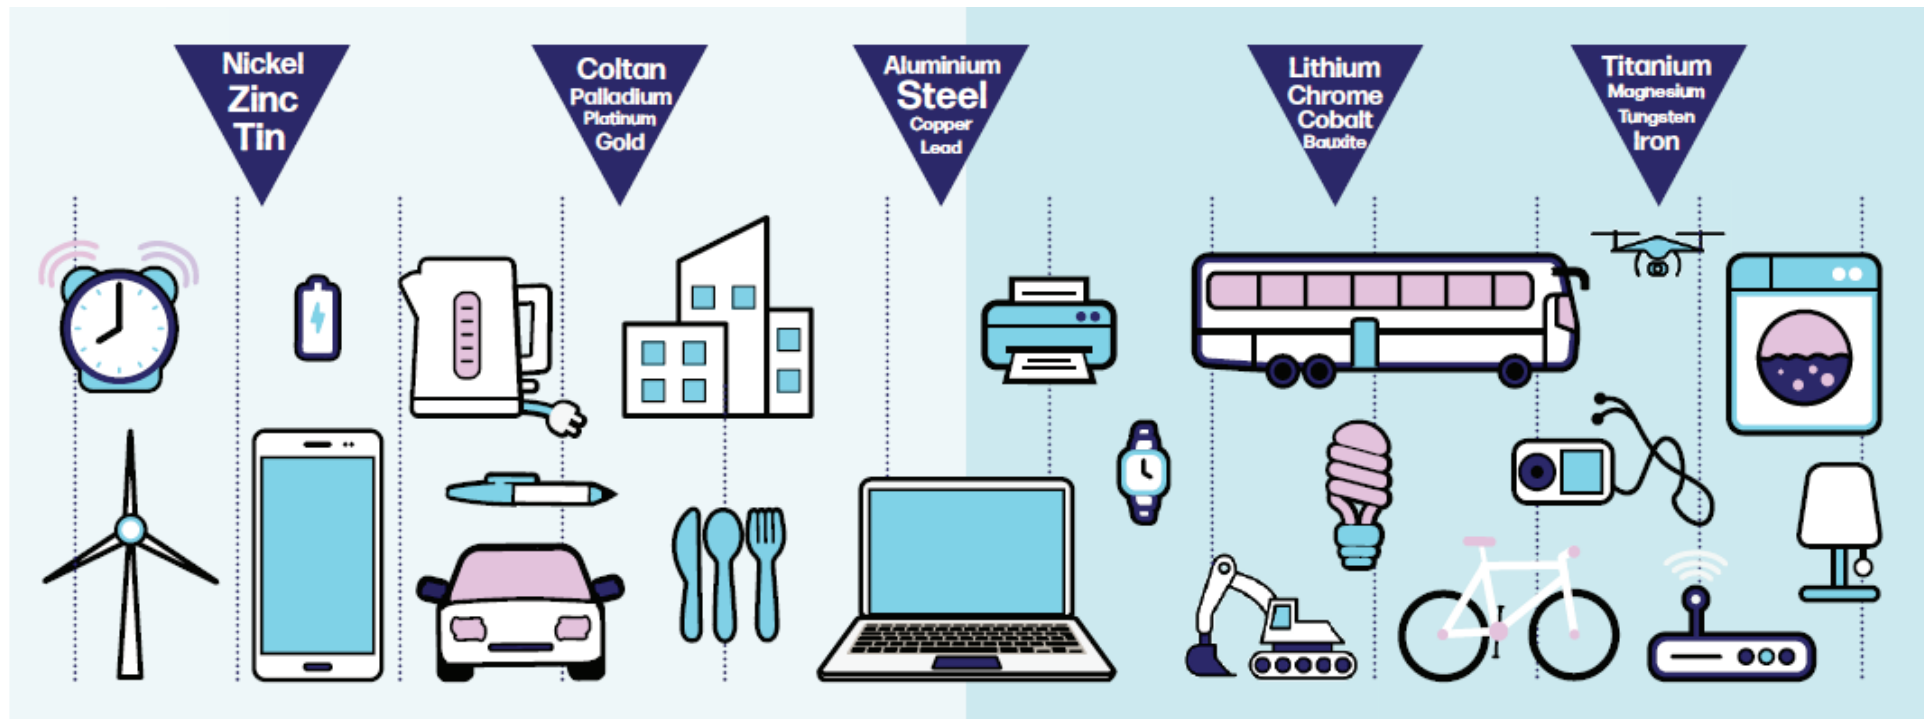 Nickel
Zinc
Tin
Coltan
Palladium
Platinum
Gold
Aluminium
Steel
Copper
Lead
Lithium
Chrome
Cobalt
Bauxite
Titanium
Magnesium
Tungsten
Iron